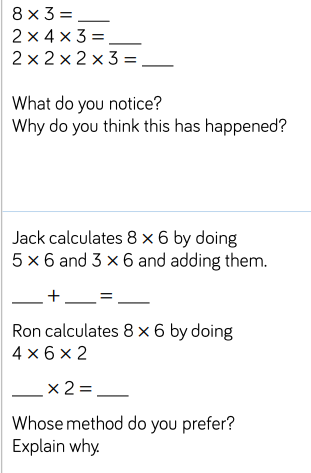 8 × 3 = ___
2 × 4 × 3 = ___
2 × 2 × 2 × 3 = ___
What do you notice?
Why do you think this has happened?
Jack calculates 8 × 6 by doing
5 × 6 and 3 × 6 and adding them.
___ + ___ = ___
Ron calculates 8 × 6 by doing
4 × 6 × 2
___ × 2 = ___
Whose method do you prefer?
Explain why.